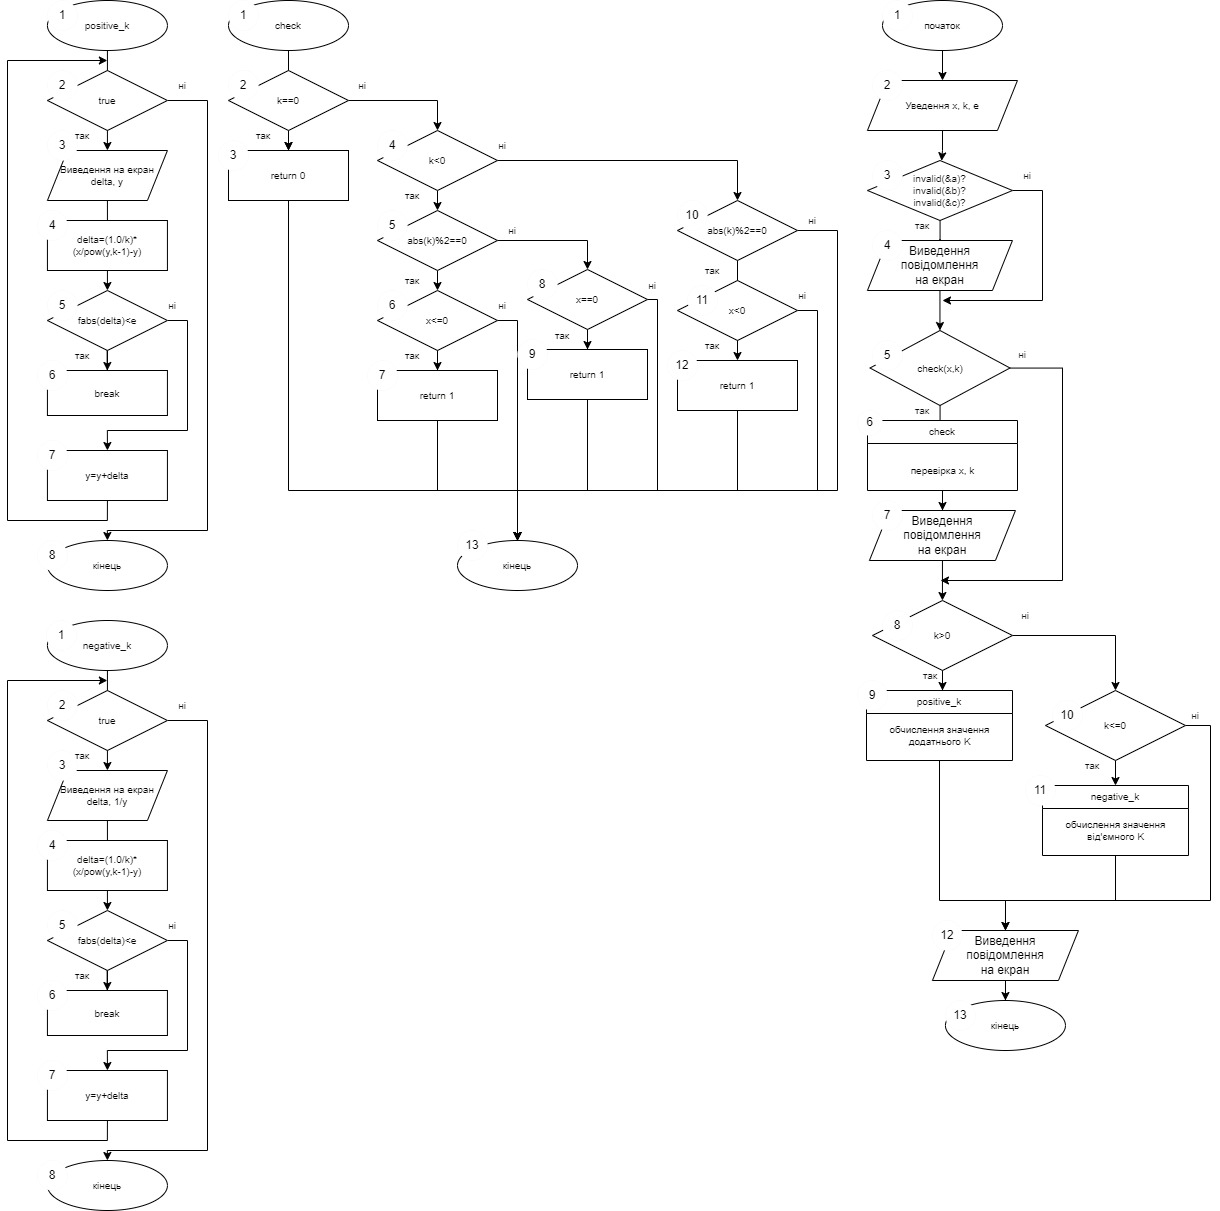 1
positive_k
2
true
ні
так
3
Виведення на екран
delta, y
4
delta=(1.0/k)*
(x/pow(y,k-1)-y)
5
fabs(delta)<e
ні
так
6
break
7
y=y+delta
8
кінець
1
negative_k
2
true
ні
так
3
Виведення на екран
delta, 1/y
4
delta=(1.0/k)*
(x/pow(y,k-1)-y)
5
fabs(delta)<e
ні
так
6
break
7
y=y+delta
8
кінець
1
check
2
k==0
ні
так
3
return 0
4
k<0
ні
так
5
abs(k)%2==0
ні
так
6
x<=0
ні
так
7
return 1
8
x==0
ні
так
9
return 1
10
abs(k)%2==0
ні
так
11
x<0
ні
так
12
return 1
13
кінець
1
початок
2
Уведення x, k, e
3
invalid(&a)?
invalid(&b)?
invalid(&c)?
ні
так
4
Виведення
повідомлення
на екран
5
check(x,k)
ні
так
6
check
перевірка x, k
7
Виведення
повідомлення
на екран
8
k>0
ні
так
9
positive_k
обчислення значення
додатнього K
10
k<=0
ні
так
11
negative_k
обчислення значення
від'ємного K
12
Виведення
повідомлення
на екран
13
кінець